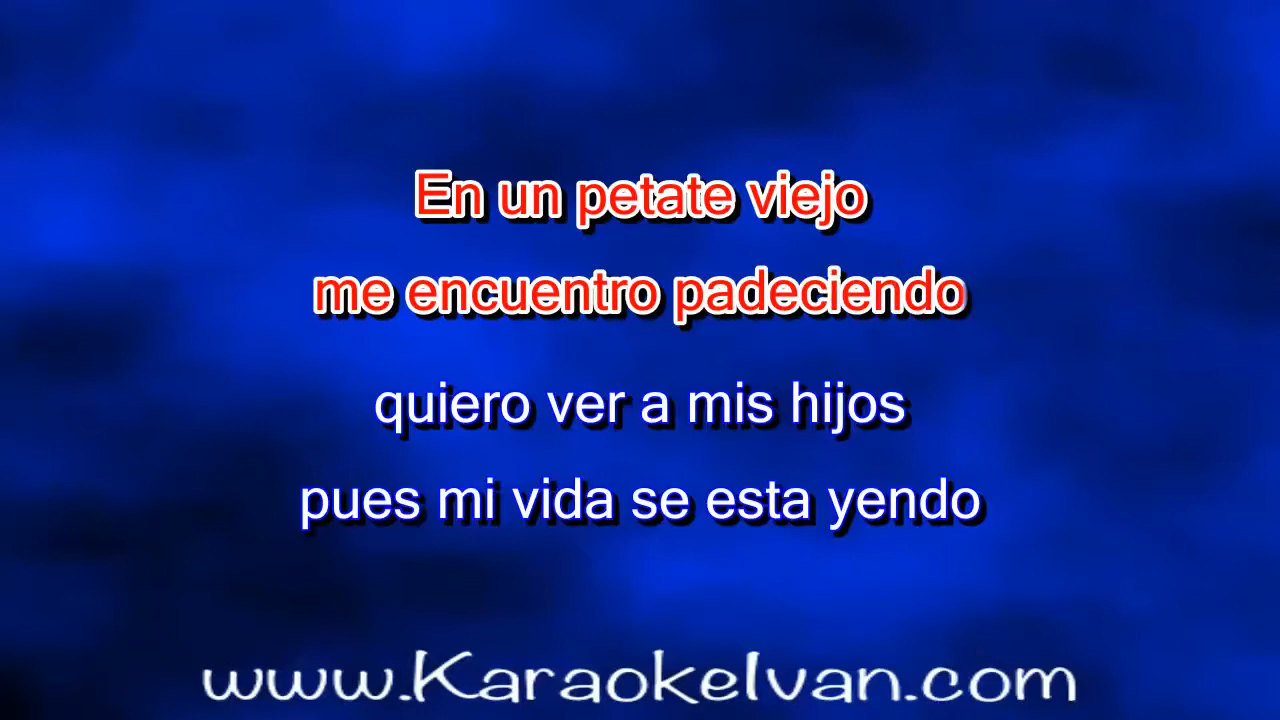 En un petate viejo
me encuentro padeciendo
quiero ver a mis hijos
pues mi vida se esta yendo
www.KaraokeIvan.com